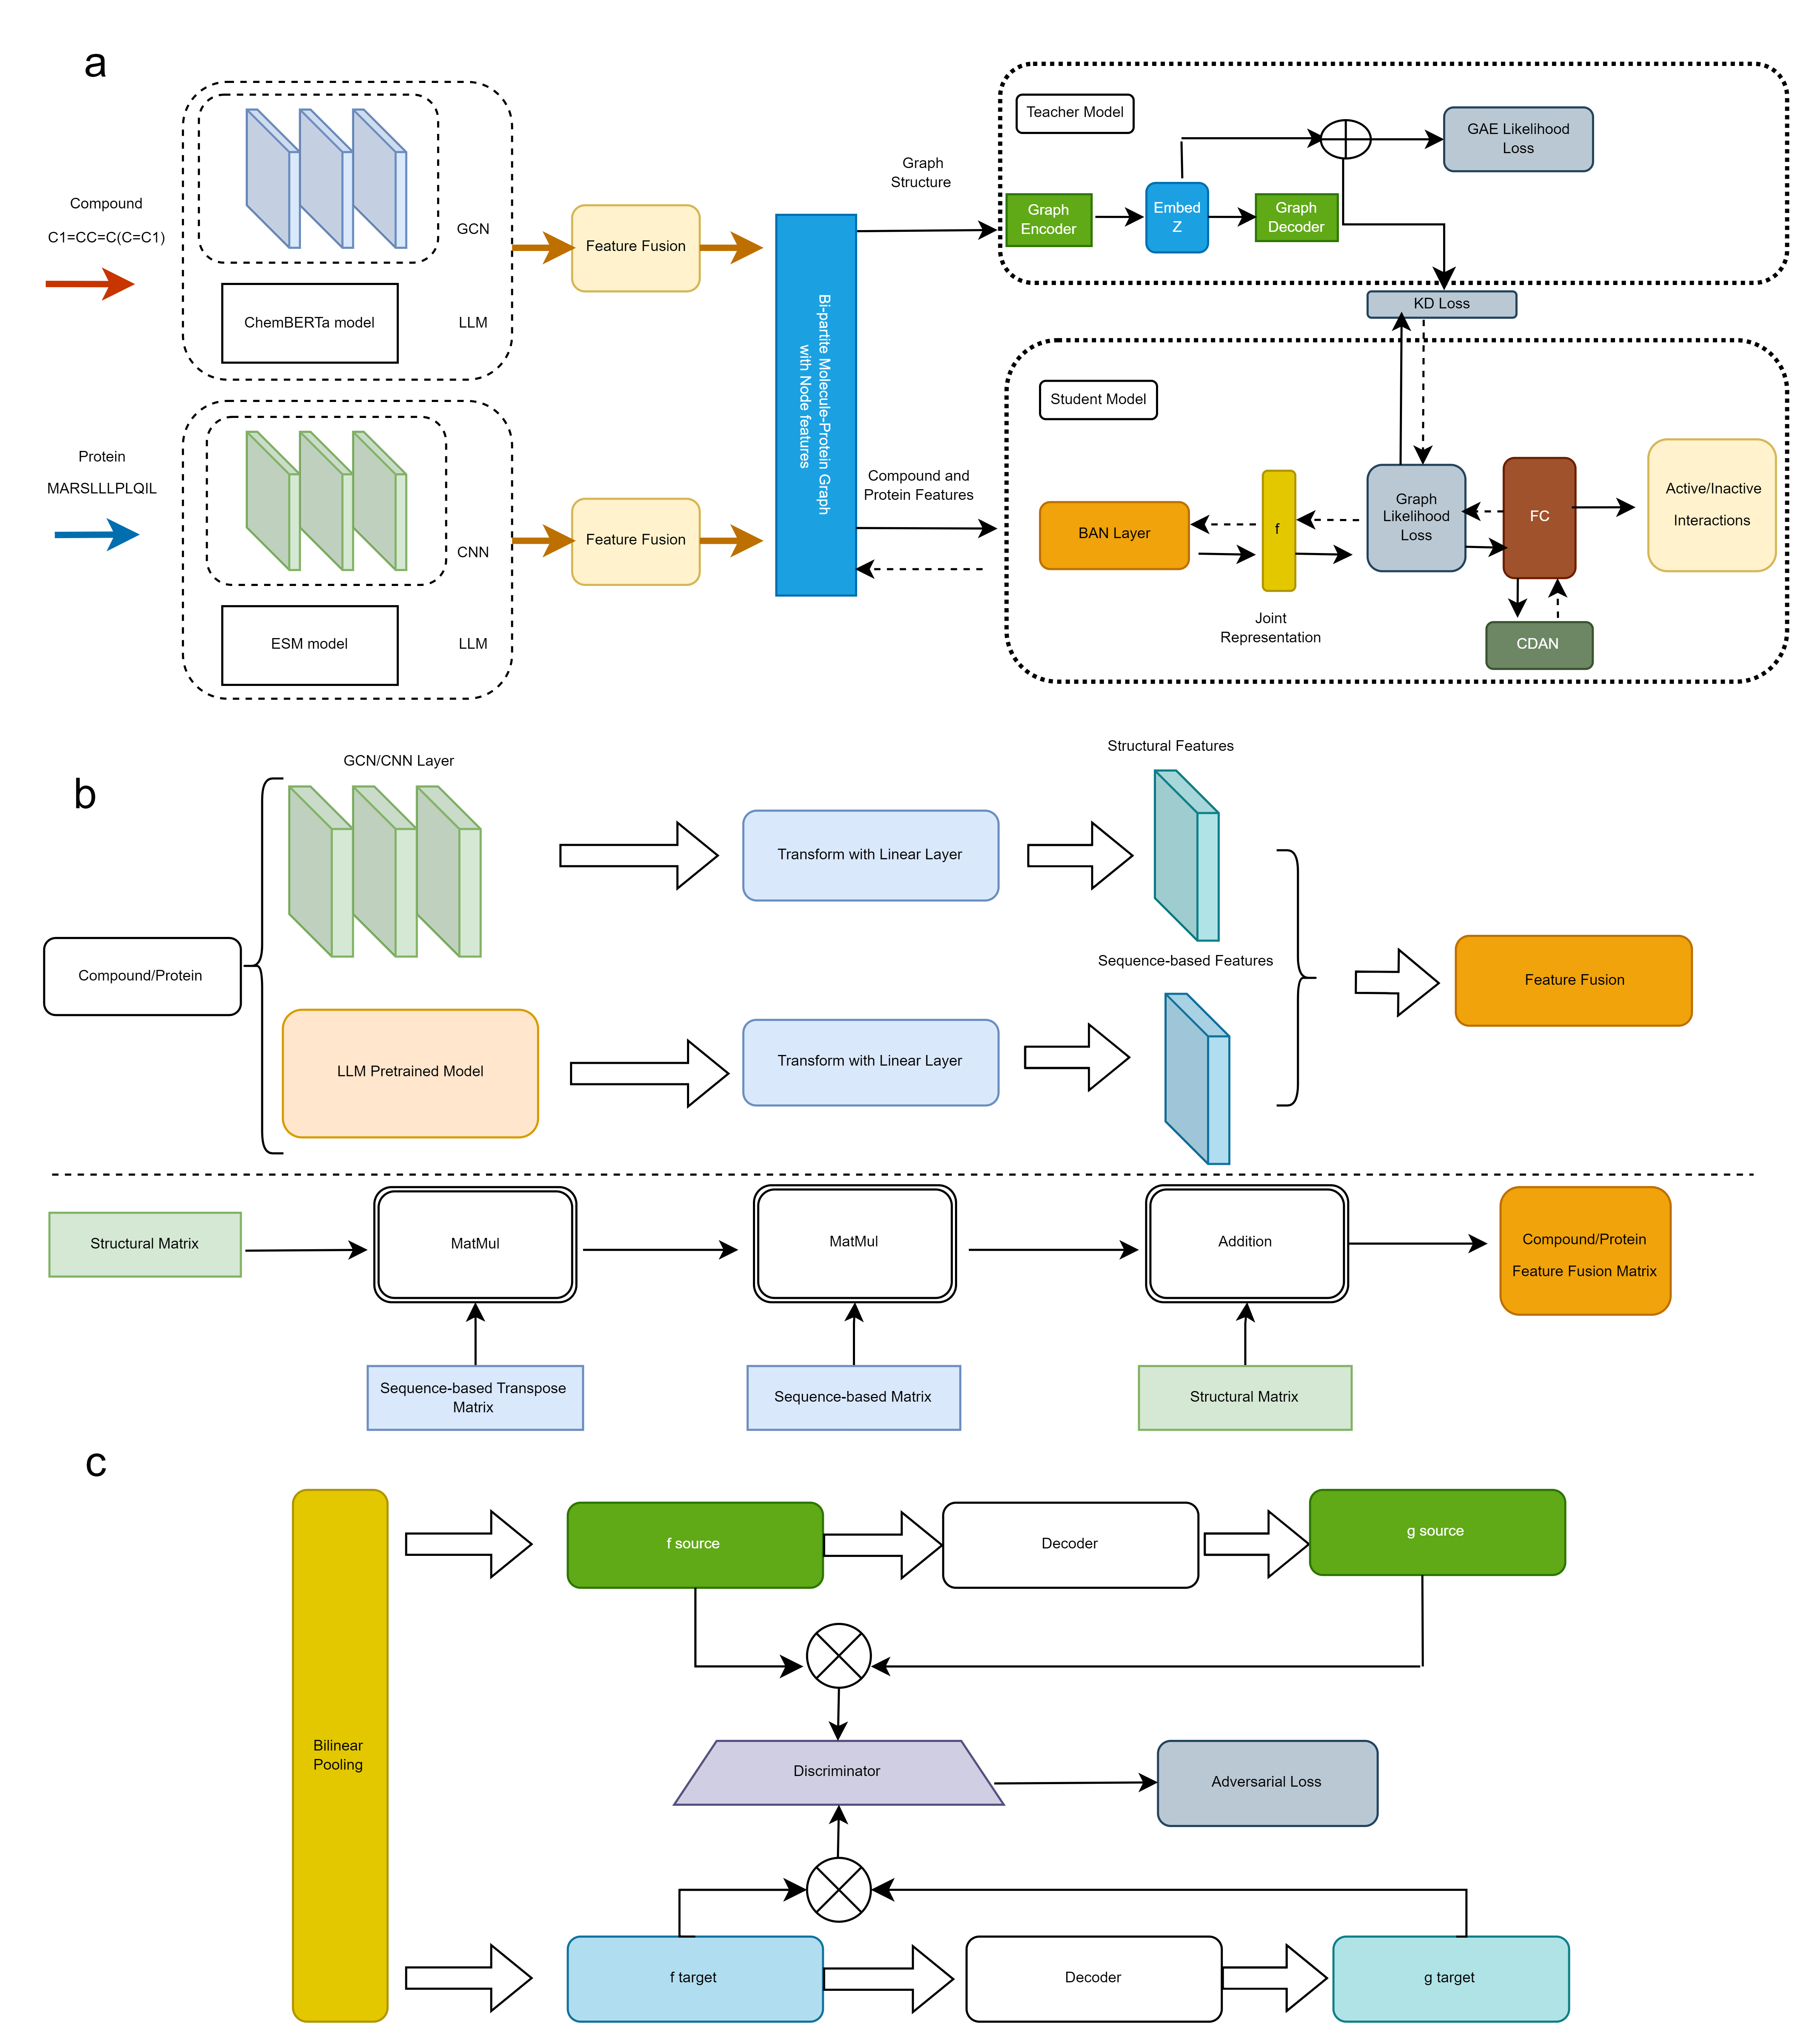 a
Compound
C1=CC=C(C=C1)
GCN
ChemBERTa model
LLM
Protein
MARSLLLPLQIL
CNN
ESM model
LLM
Feature Fusion
Feature Fusion
Bi-partite Molecule-Protein Graph
with Node features
Graph
Structure
Compound and
Protein Features
Teacher Model
Graph
Encoder
Embed
Z
Graph
Decoder
GAE Likelihood
Loss
KD Loss
Student Model
BAN Layer
f
Joint
Representation
Graph
Likelihood
Loss
FC
CDAN
Active/Inactive
Interactions
b
GCN/CNN Layer
Compound/Protein
LLM Pretrained Model
Transform with Linear Layer
Transform with Linear Layer
Structural Features
Sequence-based Features
Feature Fusion
Structural Matrix
MatMul
MatMul
Addition
Compound/Protein
Feature Fusion Matrix
Sequence-based Transpose
Matrix
Sequence-based Matrix
Structural Matrix
c
Bilinear
Pooling
f source
Decoder
g source
Discriminator
Adversarial Loss
f target
Decoder
g target